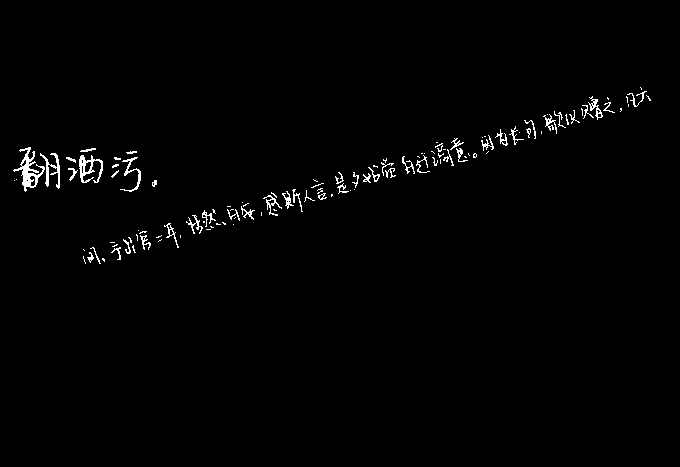 翻酒污。
间、予出官二年，恬然自安，感斯人言，是夕始觉有迁谪意。因为长句，歌以赠之，凡六